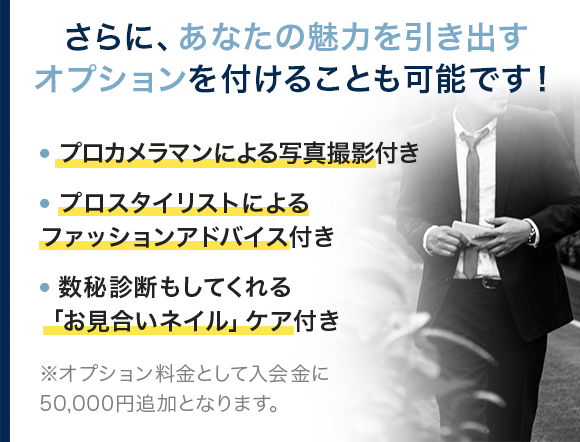 さらに、あなたの魅力を引き出す
オプションを付けることも可能です！
• プロカメラマンによる写真撮影付き
• プロスタイリストによる
ファッションアドバイス付き
• 数秘診断もしてくれる
「お見合いネイル」ケア付き
※オプション料金として入会金に
50,000円追加となります。